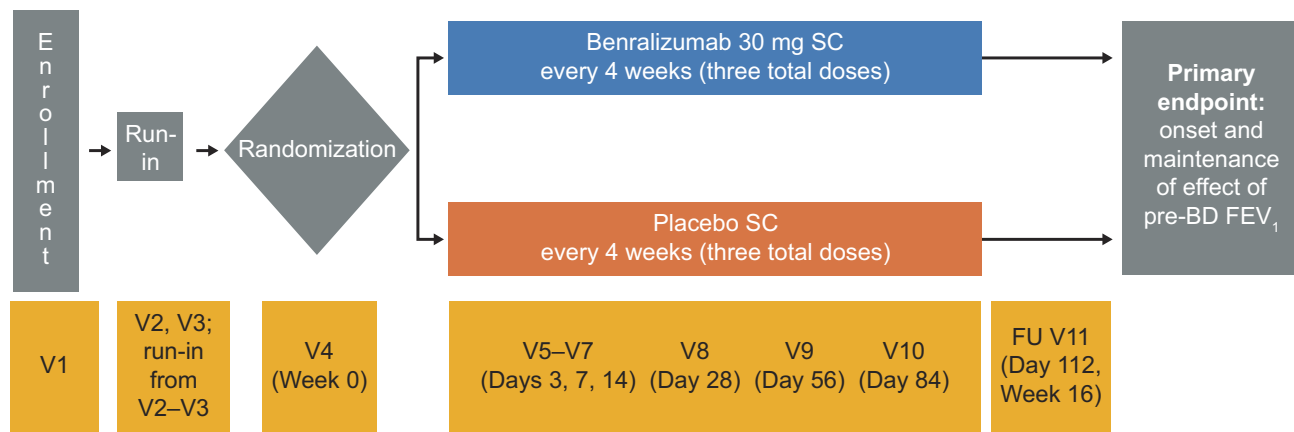 Enrollment
Run-
in
Randomization
Benralizumab 30 mg SC
every 4 weeks (three total doses)
Placebo SC
every 4 weeks (three total doses)
Primary
endpoint:
onset and
maintenance
of effect of
pre-BD FEV₁
V1
V2, V3;
run-in
from
V2–V3
V4
(Week 0)
V5–V7
(Days 3, 7, 14)
V8
(Day 28)
V9
(Day 56)
V10
(Day 84)
FU V11
(Day 112,
Week 16)